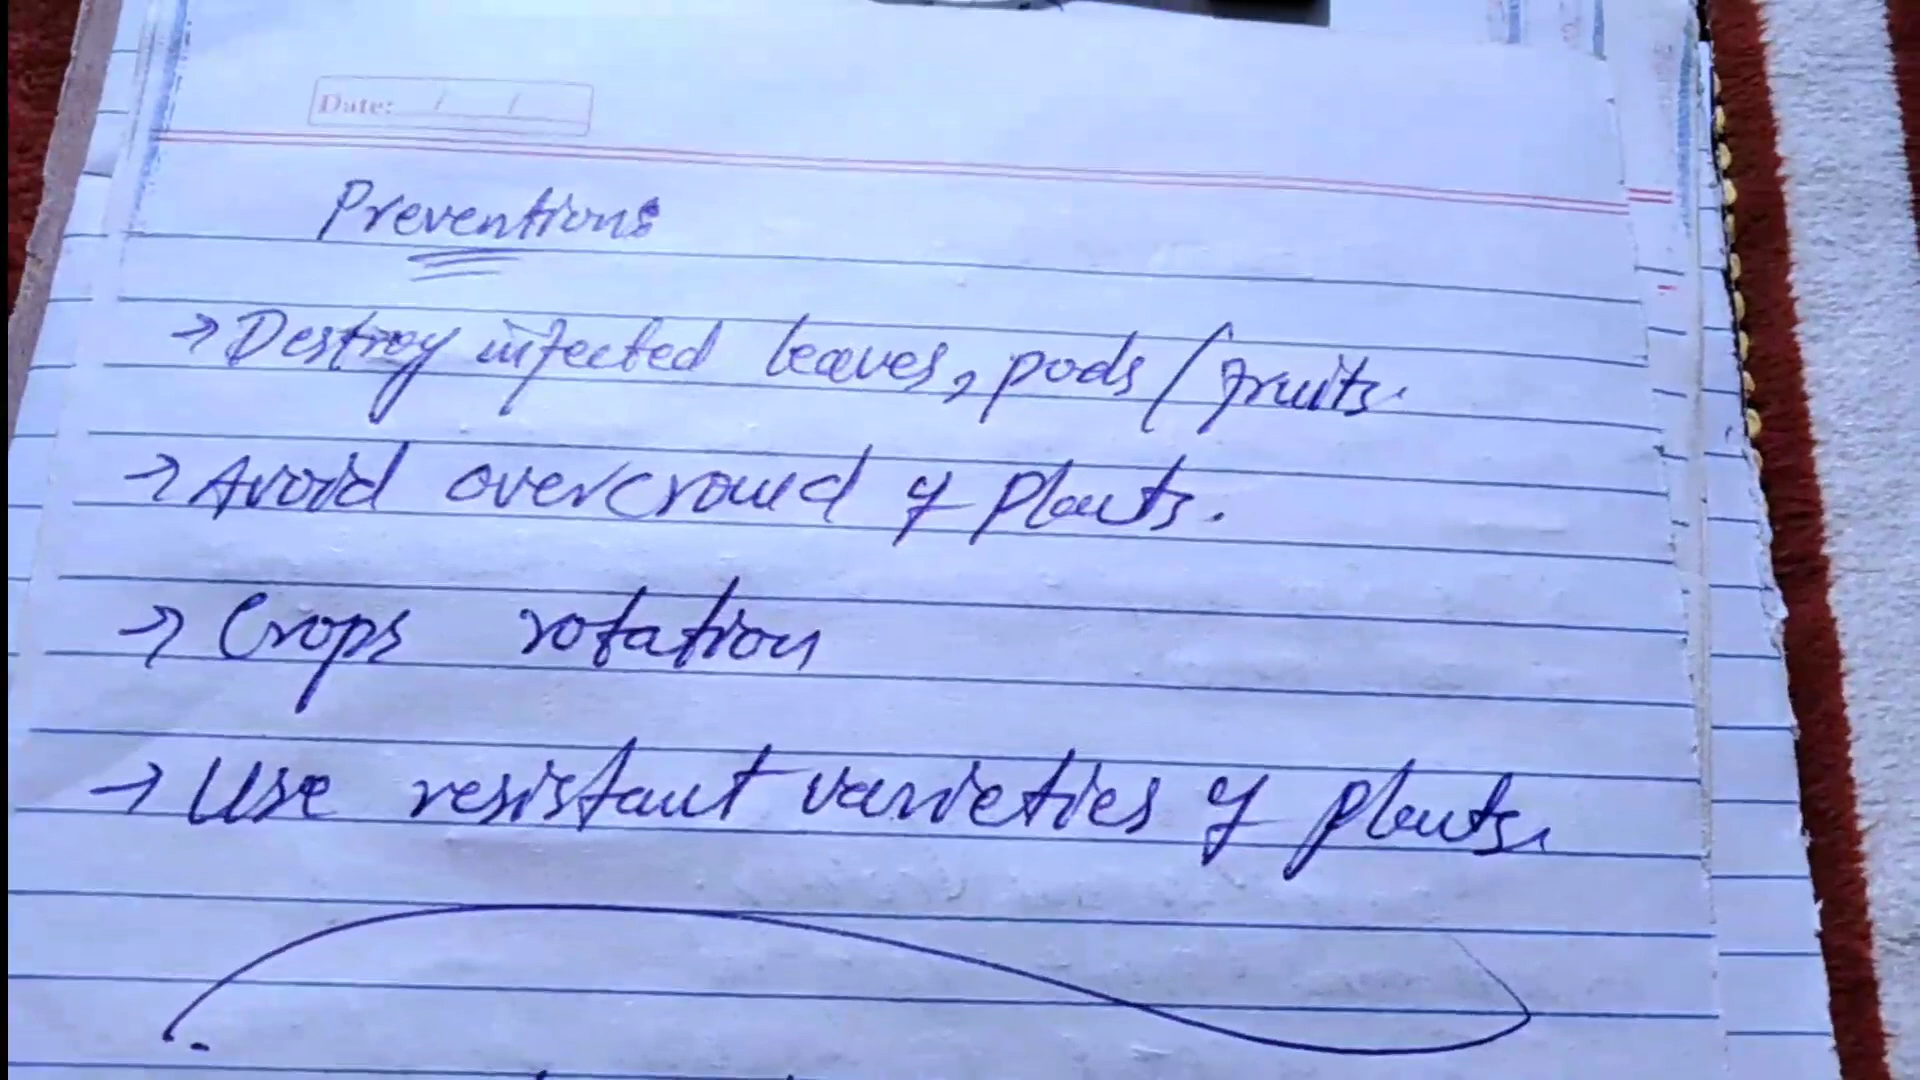 Date: / /
Preventions
→ Destroy infected leaves, pods / fruits.
→ Avoid overcrowd of plants.
→ Crops rotation
→ Use resistant varieties of plants.